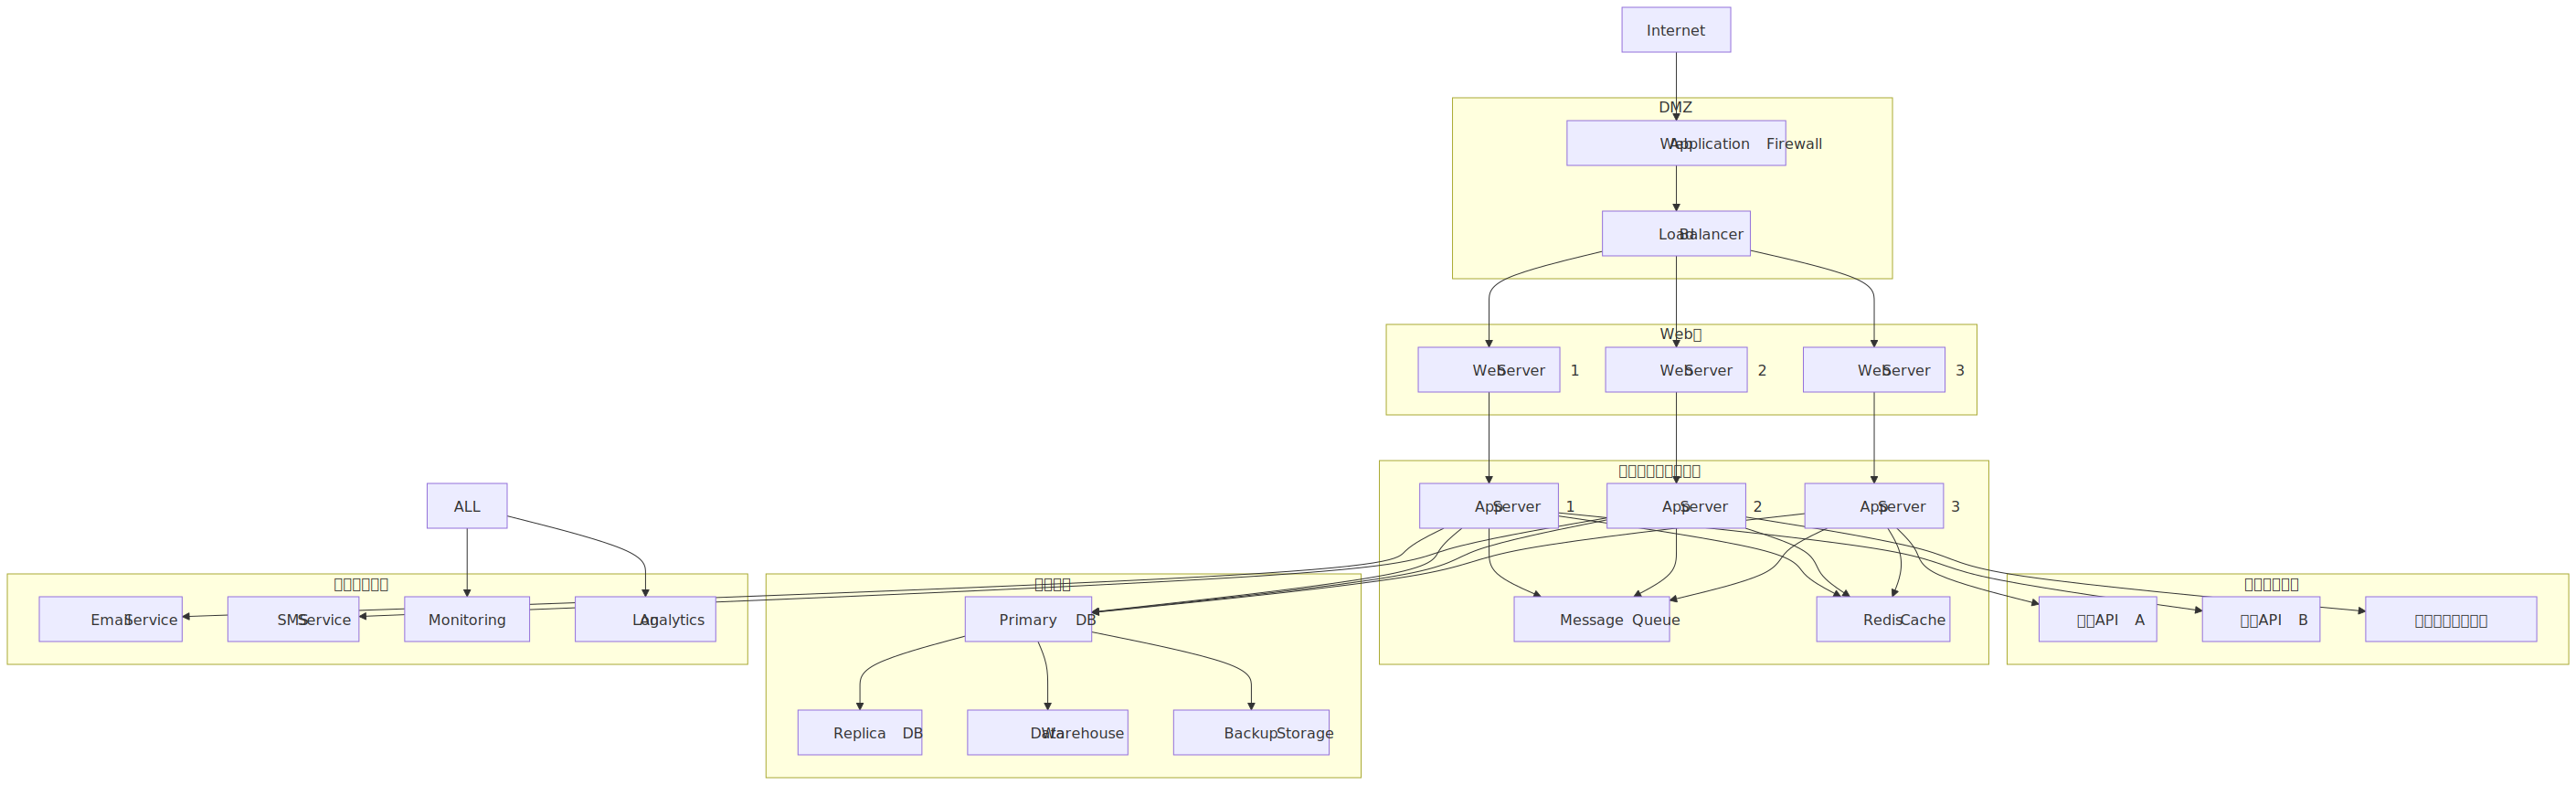 Internet
DMZ
Web Application Firewall
Load Balancer
Web
Web Server 1
Web Server 2
Web Server 3
ALL
App Server 1
App Server 2
App Server 3
Email Service
SMS Service
Monitoring
Log Analytics
Primary DB
Message Queue
Redis Cache
API A
API B
Replica DB
Data Warehouse
Backup Storage